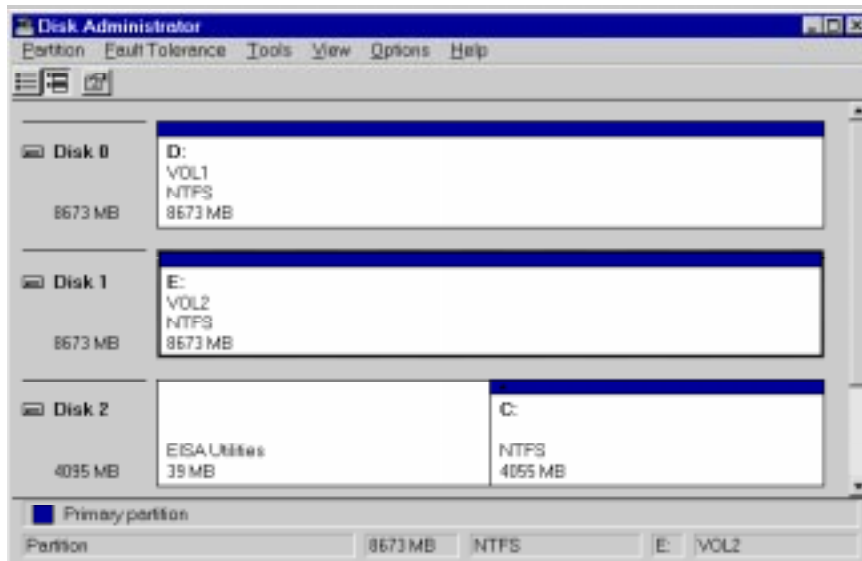 Disk Administrator
Partition Fault Tolerance Tools View Options Help
Disk 0
8673 MB
D:
VOL1
NTFS
8673 MB
Disk 1
8673 MB
E:
VOL2
NTFS
8673 MB
Disk 2
4095 MB
EISA Utilities
39 MB
C:
NTFS
4055 MB
Primary partition
Partition 8673 MB NTFS E: VOL2